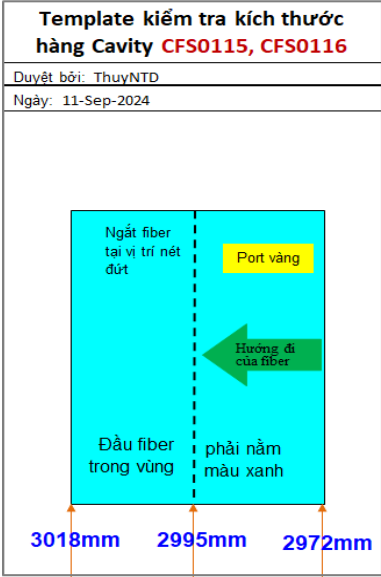 Template kiểm tra kích thước
hàng Cavity CFS0115, CFS0116
Duyệt bởi: ThuyNTD
Ngày: 11-Sep-2024
Ngắt fiber
tại vị trí nét
đứt
Port vàng
Hướng đi
của fiber
Đầu fiber
trong vùng
phải nằm
màu xanh
3018mm
2995mm
2972mm